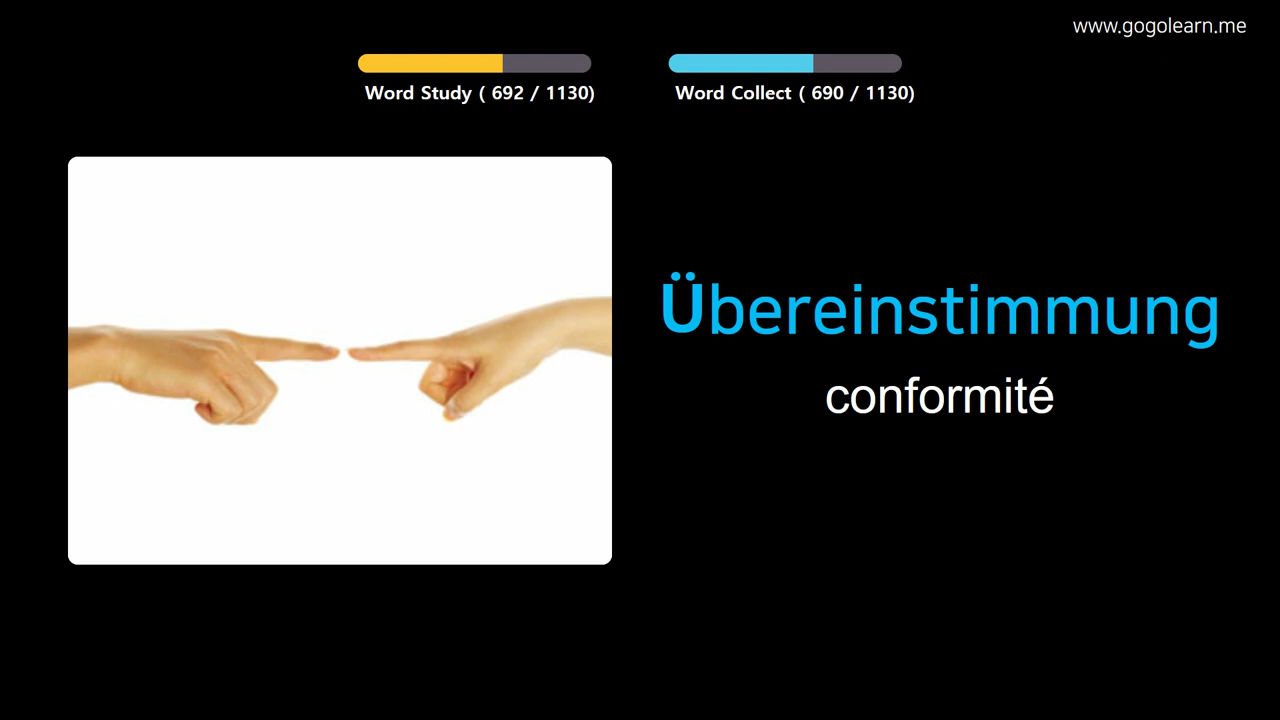 www.gogolearn.me
Word Study ( 692 / 1130)
Word Collect ( 690 / 1130)
Übereinstimmung
conformité